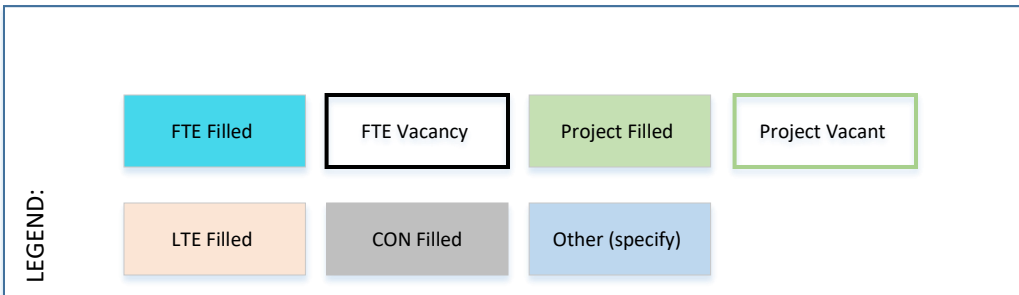 FTE Filled
FTE Vacancy
Project Filled
Project Vacant
LEGEND:
LTE Filled
CON Filled
Other (specify)